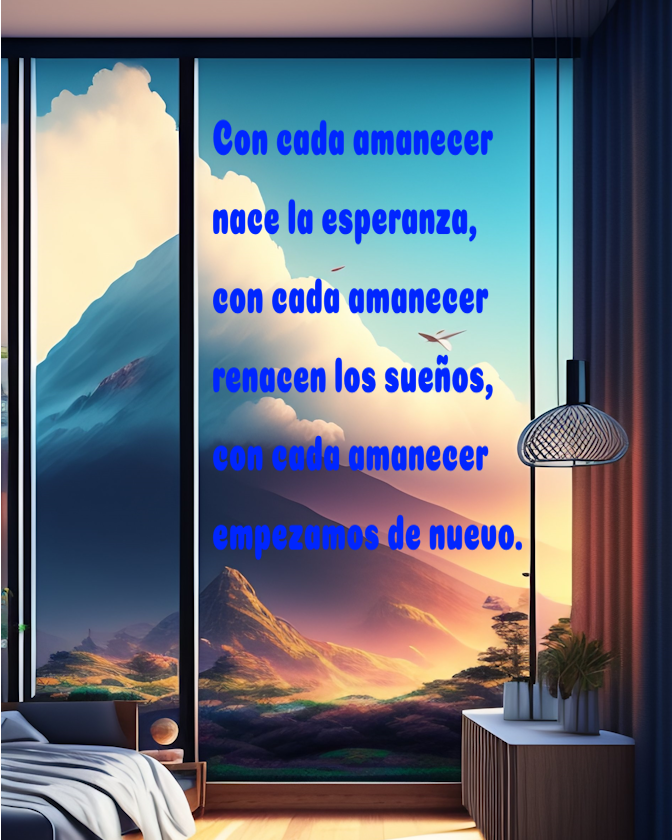 Con cada amanecer
nace la esperanza,
con cada amanecer
renacen los sueños,
con cada amanecer
empezamos de nuevo.